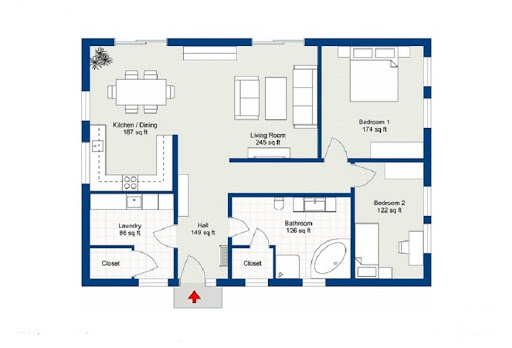 Kitchen / Dining
187 sq ft
Living Room
245 sq ft
Bedroom 1
174 sq ft
Bedroom 2
122 sq ft
Laundry
86 sq ft
Hall
149 sq ft
Bathroom
126 sq ft
Closet
Closet